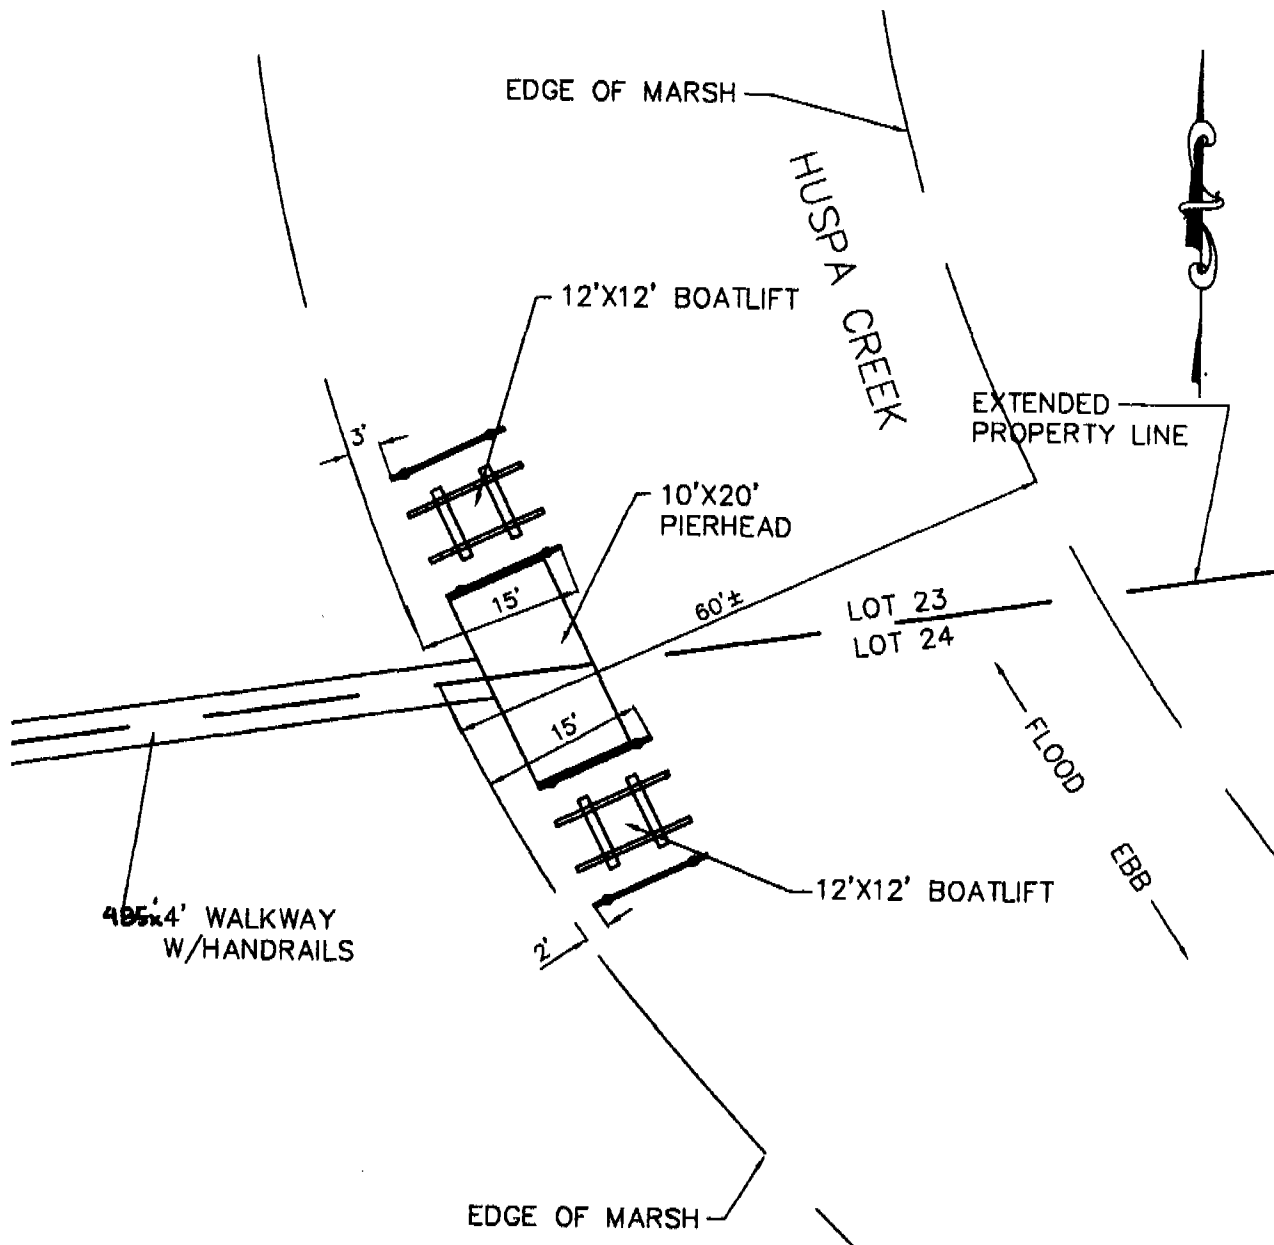 EDGE OF MARSH
HUSPA CREEK
12'X12' BOATLIFT
EXTENDED
PROPERTY LINE
3'
10'X20'
PIERHEAD
15'
60'±
LOT 23
LOT 24
15'
FLOOD
EBB
12'X12' BOATLIFT
4' WALKWAY
W/HANDRAILS
2'
EDGE OF MARSH